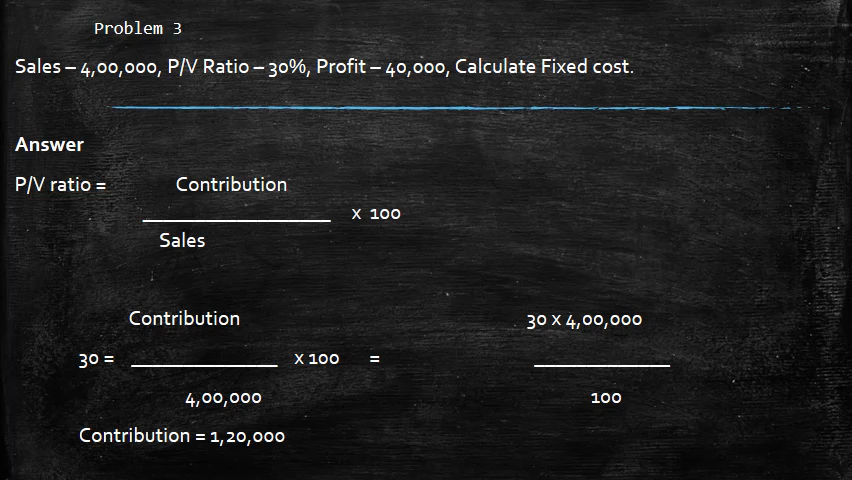 Problem 3
Sales – 4,00,000, P/V Ratio – 30%, Profit – 40,000, Calculate Fixed cost.
Answer
P/V ratio = Contribution
x 100
Sales
Contribution 30 x 4,00,000
30 = x 100 =
4,00,000 100
Contribution = 1,20,000